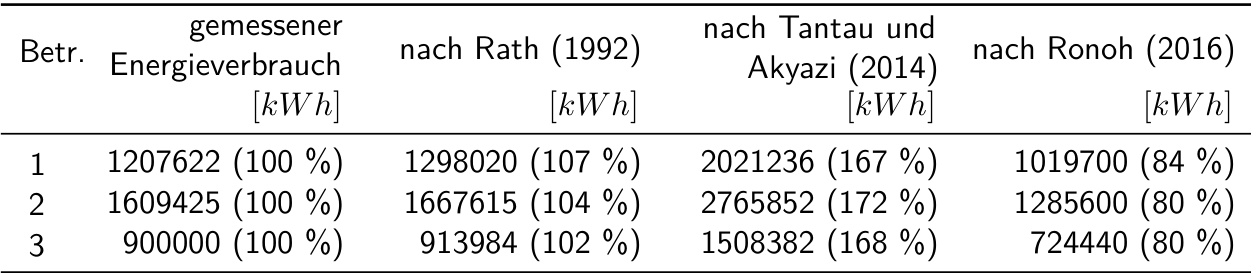 Betr. gemessener Energieverbrauch [kWh] nach Rath (1992) [kWh] nach Tantau und Akyazi (2014) [kWh] nach Ronoh (2016) [kWh]
1 1207622 (100 %) 1298020 (107 %) 2021236 (167 %) 1019700 (84 %)
2 1609425 (100 %) 1667615 (104 %) 2765852 (172 %) 1285600 (80 %)
3 900000 (100 %) 913984 (102 %) 1508382 (168 %) 724440 (80 %)